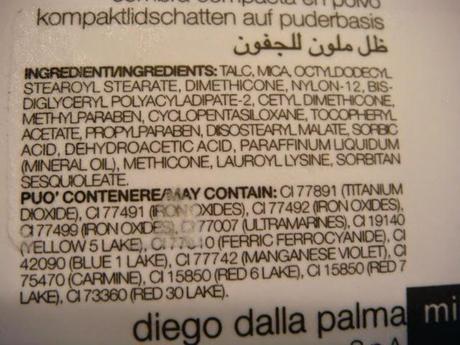 ombra compatta in polvo
kompaktlidschatten auf puderbasis
ظل ملون للجفون
INGREDIENTI/INGREDIENTS: TALC, MICA, OCTYLDODECYL
STEAROYL STEARATE, DIMETHICONE, NYLON-12, BIS-
DIGLYCERYL POLYACYLADIPATE-2, CETYL DIMETHICONE,
METHYLPARABEN, CYCLOPENTASILOXANE, TOCOPHERYL
ACETATE, PROPYLPARABEN, DIISOSTEARYL MALATE, SORBIC
ACID, DEHYDROACETIC ACID, PARAFFINUM LIQUIDUM
(MINERAL OIL), METHICONE, LAUROYL LYSINE, SORBITAN
SESQUIOLEATE.
PUO' CONTENERE/MAY CONTAIN: CI 77891 (TITANIUM
DIOXIDE), CI 77491 (IRON OXIDES), CI 77492 (IRON OXIDES),
CI 77499 (IRON OXIDES), CI 77007 (ULTRAMARINES), CI 19140
(YELLOW 5 LAKE), (FERRIC FERROCYANIDE), CI
42090 (BLUE 1 LAKE), CI 77742 (MANGANESE VIOLET), CI
75470 (CARMINE), CI 15850 (RED 6 LAKE), CI 15850 (RED 7
LAKE), CI 73360 (RED 30 LAKE).
diego dalla palma
mi